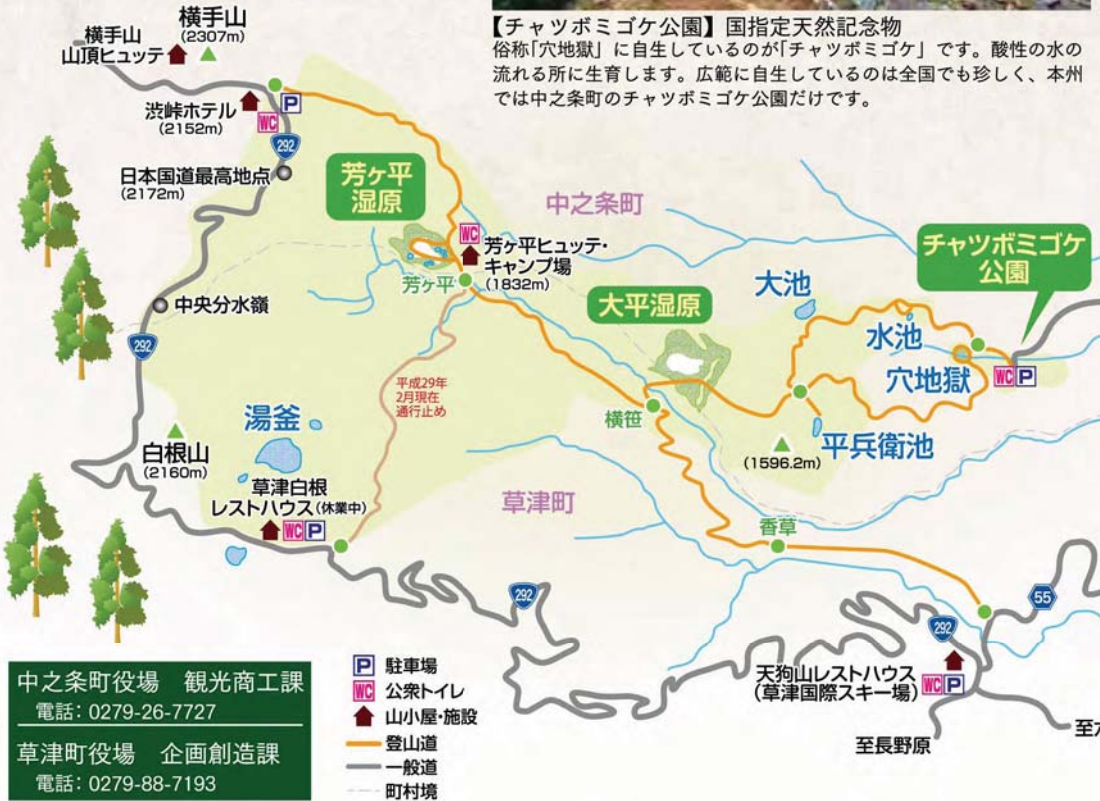 【チャツボミゴケ公園】国指定天然記念物
俗称｢穴地獄｣に自生しているのが｢チャツボミゴケ｣です。酸性の水の
流れる所に生育します。広範に自生しているのは全国でも珍しく、本州
では中之条町のチャツボミゴケ公園だけです。
横手山
(2307m)
横手山
山頂ヒュッテ
渋峠ホテル
(2152m)
P
WC
292
日本国道最高地点
(2172m)
芳ヶ平
湿原
中之条町
WC
芳ヶ平ヒュッテ・
キャンプ場
(1832m)
芳ヶ平
チャツボミゴケ
公園
大平湿原
大池
水池
穴地獄
WC P
中央分水嶺
292
平成29年
2月現在
通行止め
横笹
平兵衛池
(1596.2m)
湯釜
白根山
(2160m)
草津白根
レストハウス(休業中)
WC P
草津町
香草
292
55
292
天狗山レストハウス
(草津国際スキー場)
WC P
至長野原
中之条町役場 観光商工課
電話：0279-26-7727
草津町役場 企画創造課
電話：0279-88-7193
P 駐車場
WC 公衆トイレ
山小屋・施設
登山道
一般道
町村境